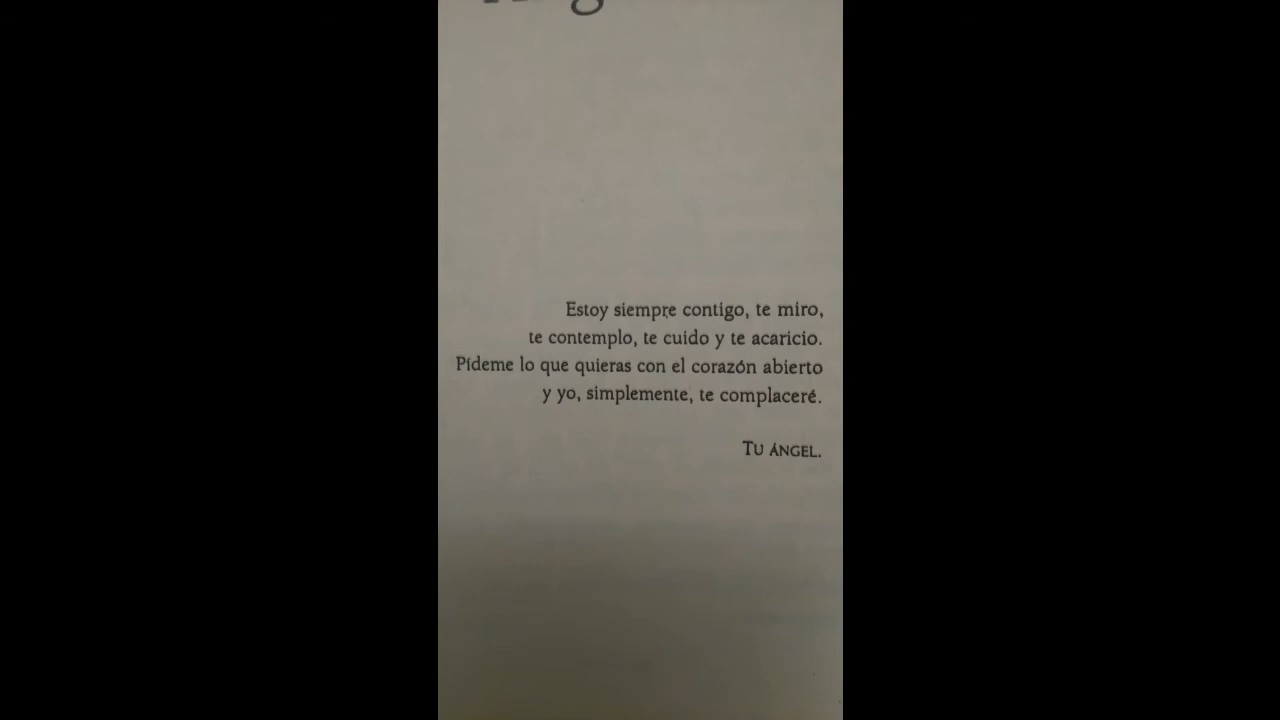 Estoy siempre contigo, te miro,
te contemplo, te cuido y te acaricio.
Pídeme lo que quieras con el corazón abierto
y yo, simplemente, te complaceré.
TU ÁNGEL.